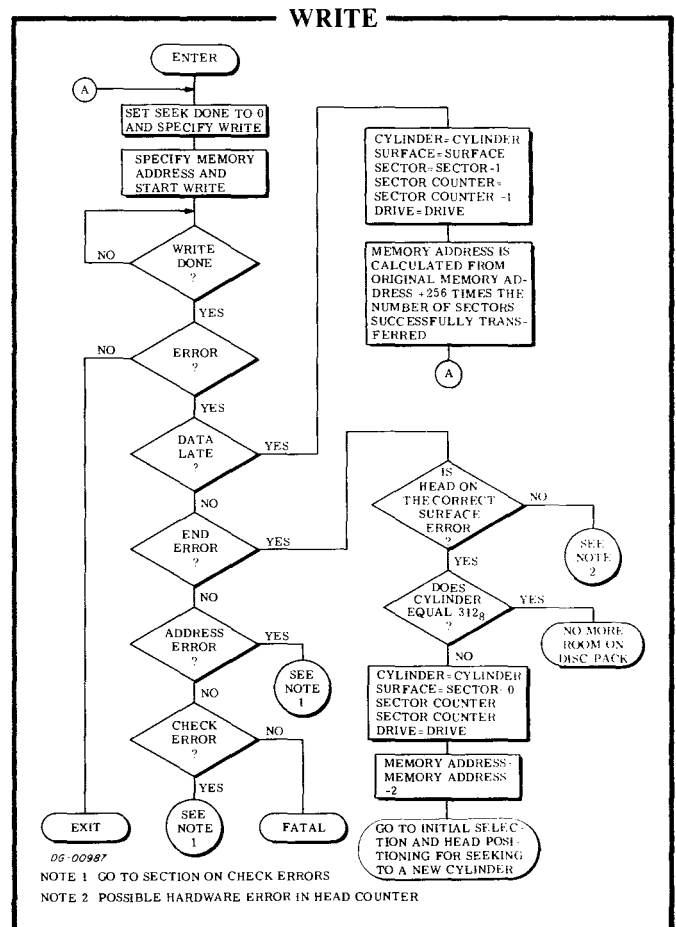 WRITE
ENTER
A
SET SEEK DONE TO 0
AND SPECIFY WRITE
SPECIFY MEMORY
ADDRESS AND
START WRITE
NO
WRITE
DONE
?
YES
NO
ERROR
?
YES
DATA
LATE
?
YES
NO
END
ERROR
?
YES
NO
ADDRESS
ERROR
?
YES
SEE
NOTE
1
NO
CHECK
ERROR
?
NO
YES
SEE
NOTE
1
EXIT
FATAL
CYLINDER=CYLINDER
SURFACE=SURFACE
SECTOR=SECTOR-1
SECTOR COUNTER=
SECTOR COUNTER -1
DRIVE=DRIVE
MEMORY ADDRESS IS
CALCULATED FROM
ORIGINAL MEMORY AD-
DRESS +256 TIMES THE
NUMBER OF SECTORS
SUCCESSFULLY TRANS-
FERRED
A
IS
HEAD ON
THE CORRECT
SURFACE
ERROR
?
NO
SEE
NOTE
2
YES
DOES
CYLINDER
EQUAL 312₈
?
YES
NO MORE
ROOM ON
DISC PACK
NO
CYLINDER=CYLINDER
SURFACE=SECTOR-0
SECTOR COUNTER
SECTOR COUNTER
DRIVE=DRIVE
MEMORY ADDRESS-
MEMORY ADDRESS
-2
GO TO INITIAL SELEC-
TION AND HEAD POSI-
TIONING FOR SEEKING
TO A NEW CYLINDER
DG-00987
NOTE 1 GO TO SECTION ON CHECK ERRORS
NOTE 2 POSSIBLE HARDWARE ERROR IN HEAD COUNTER